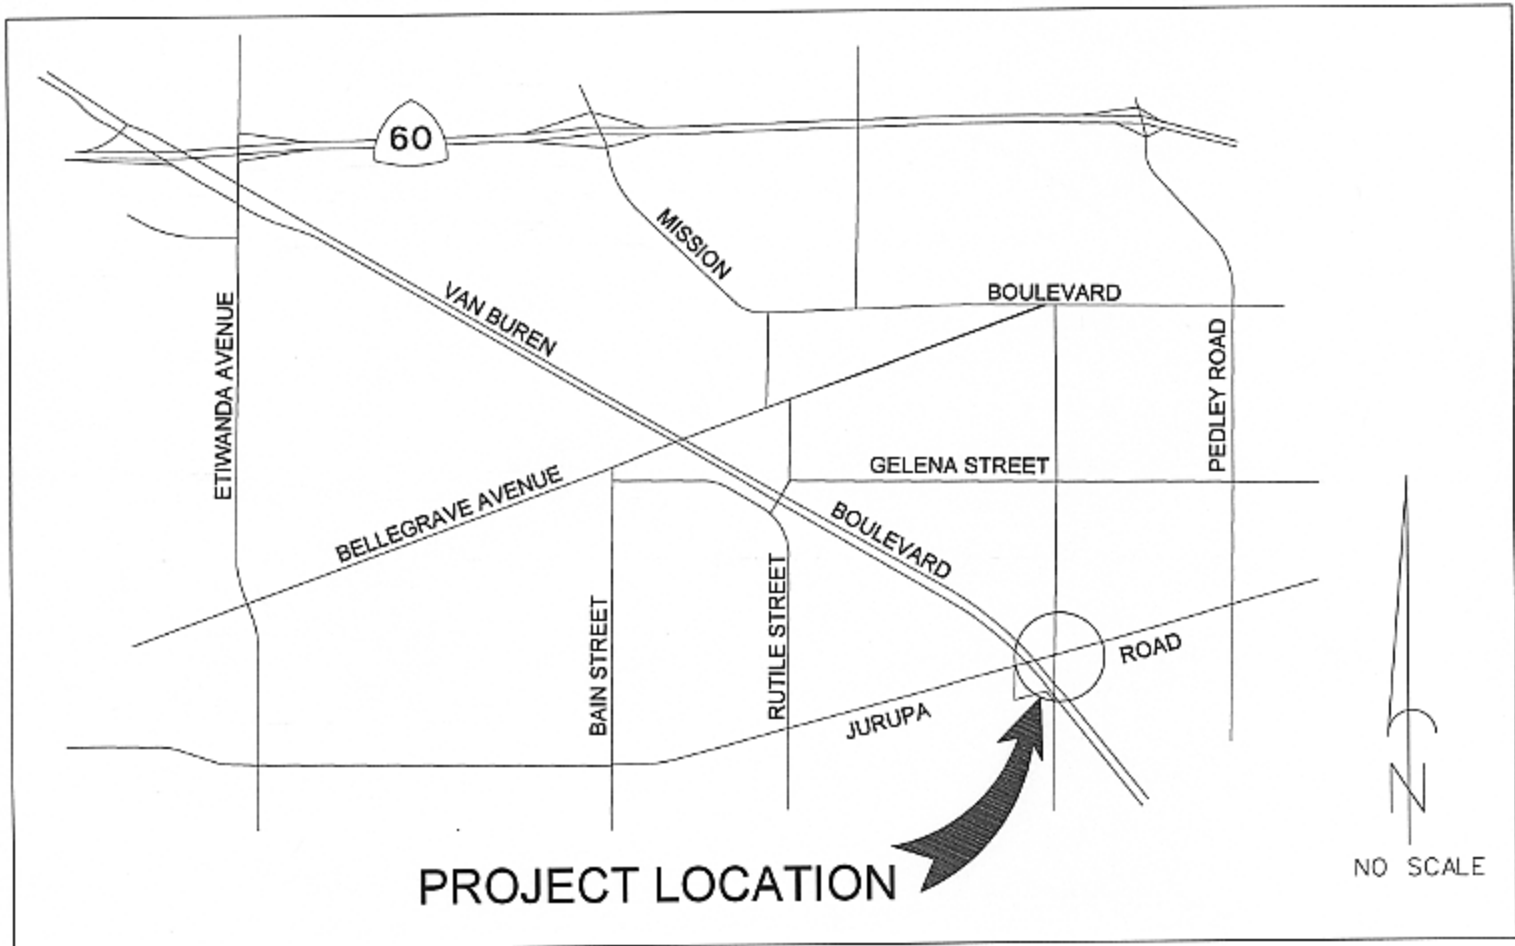 60
MISSION
BOULEVARD
VAN BUREN
ETIWANDA AVENUE
PEDLEY ROAD
GELENA STREET
BELLEGRAVE AVENUE
BOULEVARD
BAIN STREET
RUTILE STREET
ROAD
JURUPA
N
NO SCALE
PROJECT LOCATION